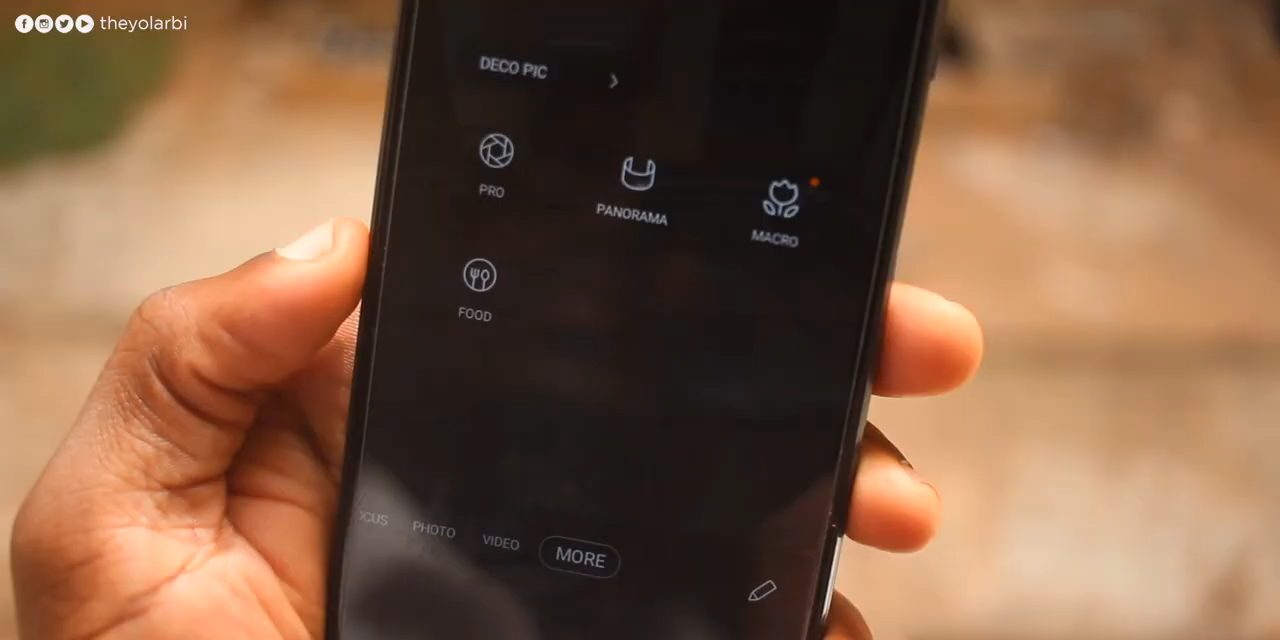 theyolarbi
DECO PIC
PRO
PANORAMA
MACRO
FOOD
PHOTO
VIDEO
MORE